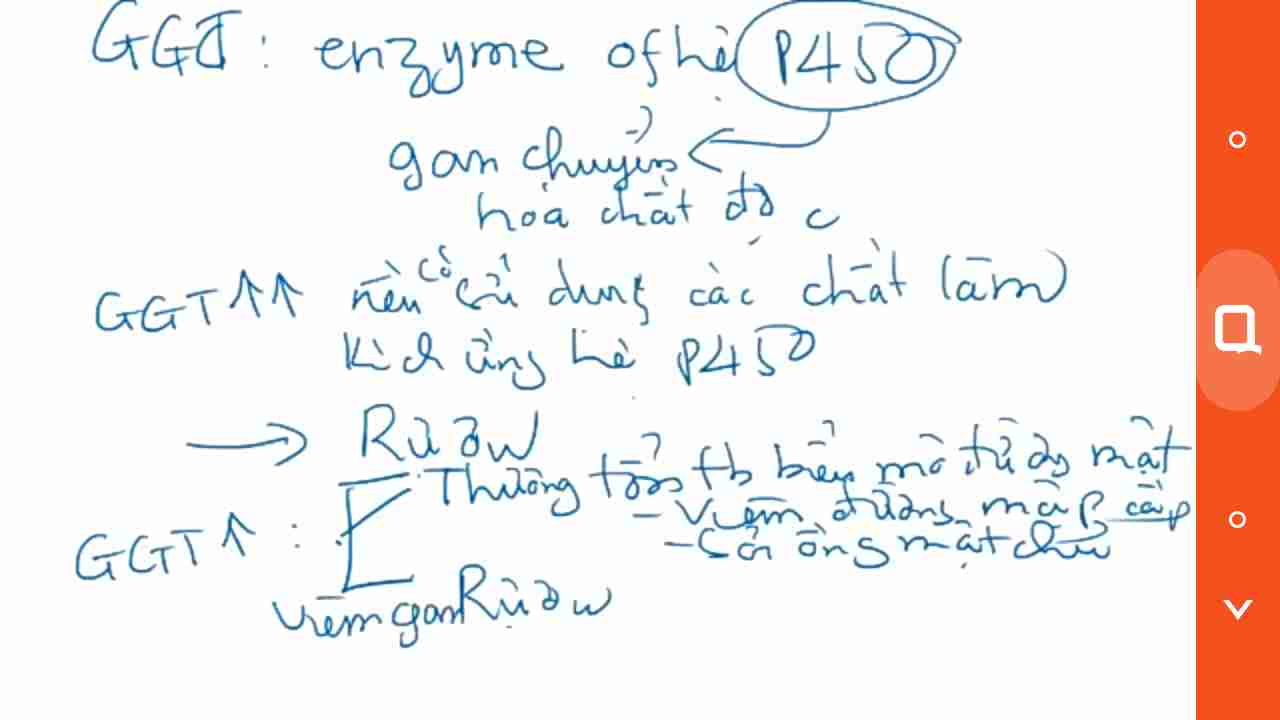 GGT : enzyme of hệ P450
gan chuyển
hoá chất độc
GGT↑↑ nếu có sử dụng các chất làm
kích ứng hệ P450
→ Rượu
Thương tổn tb biểu mô đường mật
- Viêm đường mật cấp
GGT↑ : - Sỏi ống mật chủ
Viêm gan Rượu